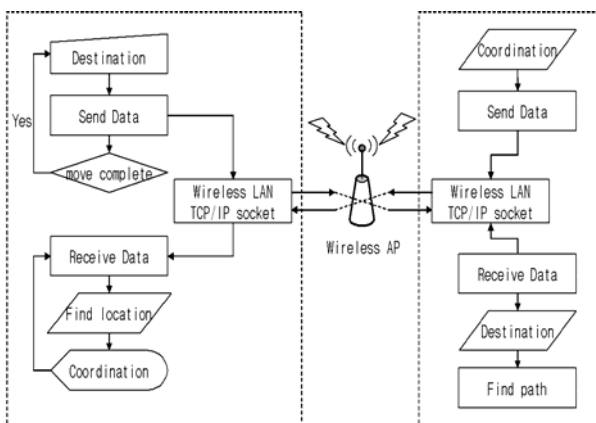 Destination
Send Data
Yes
move complete
Wireless LAN
TCP/IP socket
Receive Data
Find location
Coordination
Wireless AP
Coordination
Send Data
Wireless LAN
TCP/IP socket
Receive Data
Destination
Find path